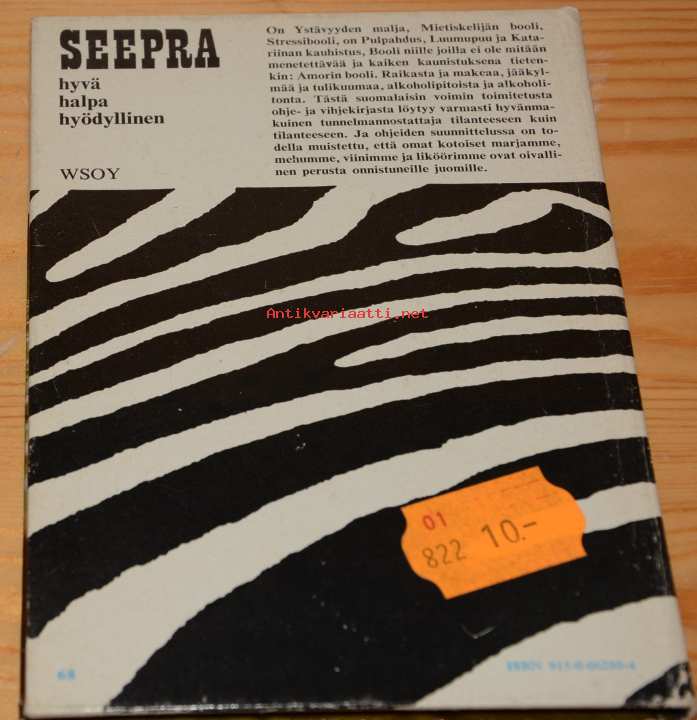 SEEPRA
hyvä
halpa
hyödyllinen
WSOY
On Ystävyyden malja, Mietiskelijän booli,
Stressibooli, on Pulpahdus, Luumupuu ja Kata-
riinan kauhistus, Booli niille joilla ei ole mitään
menetettävää ja kaiken kaunistuksena tieten-
kin: Amorin booli. Raikasta ja makeaa, jääkyl-
mää ja tulikuumaa, alkoholipitoista ja alkoholi-
tonta. Tästä suomalaisin voimin toimitetusta
ohje- ja vihjekirjasta löytyy varmasti hyvänma-
kuinen tunnelmannostattaja tilanteeseen kuin
tilanteeseen. Ja ohjeiden suunnittelussa on to-
della muistettu, että omat kotoiset marjamme,
mehumme, viinimme ja liköörimme ovat oivalli-
nen perusta onnistuneille juomille.
Antikvariaatti.net
01
822 10.-
68
ISBN